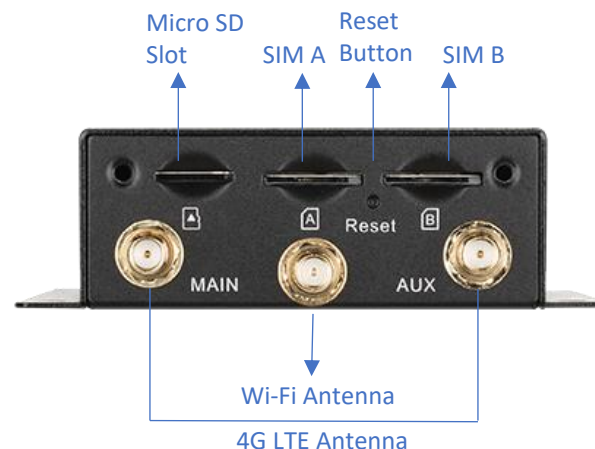 Micro SD
Slot
SIM A
Reset
Button
SIM B
A
Reset
B
MAIN
AUX
Wi-Fi Antenna
4G LTE Antenna